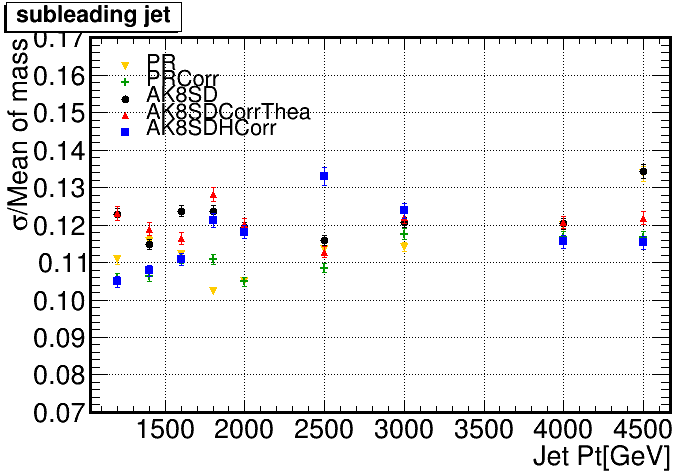 subleading jet
σ/Mean of mass
0.17
0.16
0.15
0.14
0.13
0.12
0.11
0.10
0.09
0.08
0.07
PR
PRCorr
AK8SD
AK8SDCorrThea
AK8SDHCorr
1500 2000 2500 3000 3500 4000 4500
Jet Pt[GeV]